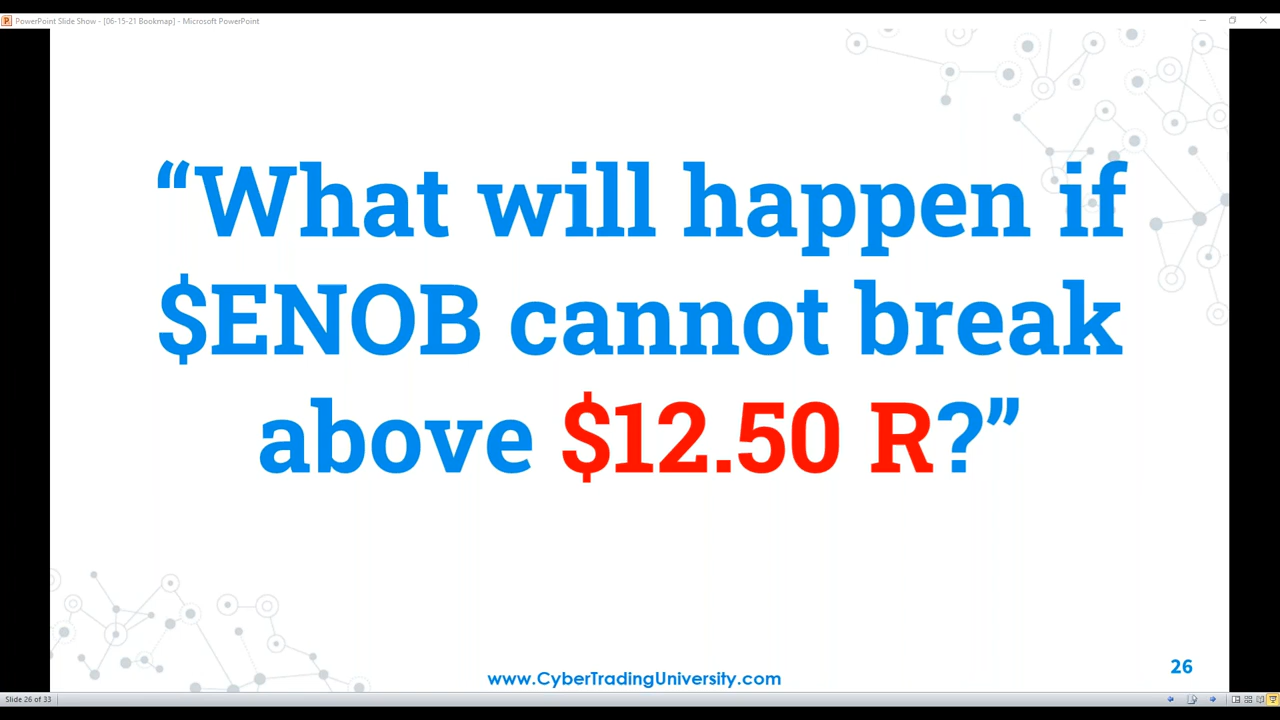 PowerPoint Slide Show - [06-15-21 Bookmap] - Microsoft PowerPoint
“What will happen if
$ENOB cannot break
above $12.50 R?”
www.CyberTradingUniversity.com
26
Slide 26 of 33